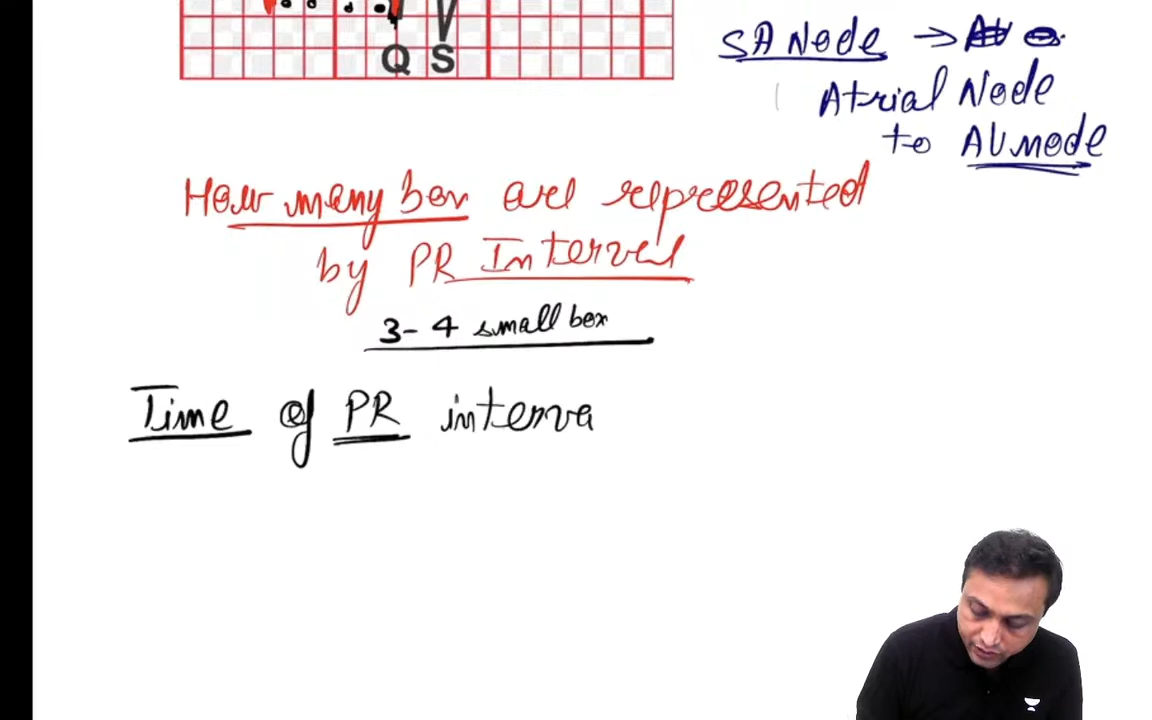 Q S
SA Node →
Atrial Node
to AV node
How many box are represented
by PR Interval
3-4 small box
Time of PR interva